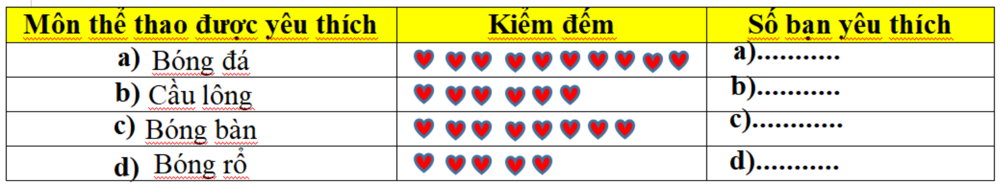 Môn thể thao được yêu thích Kiểm đếm Số bạn yêu thích
a) Bóng đá a)...........
b) Cầu lông b)...........
c) Bóng bàn c)............
d) Bóng rổ d)...........